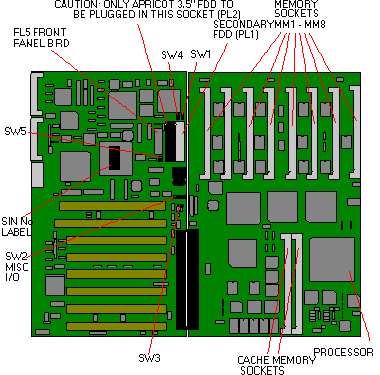 CAUTION: ONLY APRICOT 3.5" FDD TO
BE PLUGGED IN THIS SOCKET (PL2)
MEMORY
SOCKETS
MM1 - MM8
SECONDARY
FDD (PL1)
FL5 FRONT
PANEL BRD
SW4
SW1
SW5
SIN No
LABEL
SW2
MISC
I/O
SW3
CACHE MEMORY
SOCKETS
PROCESSOR